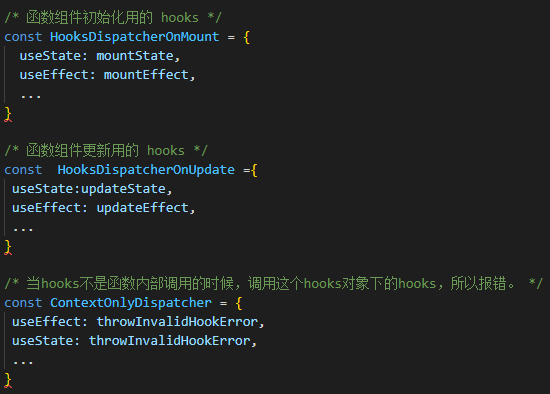 /* 函数组件初始化用的 hooks */
const HooksDispatcherOnMount = {
  useState: mountState,
  useEffect: mountEffect,
  ...
}
/* 函数组件更新用的 hooks */
const  HooksDispatcherOnUpdate ={
 useState:updateState,
 useEffect: updateEffect,
 ...
}
/* 当hooks不是函数内部调用的时候，调用这个hooks对象下的hooks，所以报错。 */
const ContextOnlyDispatcher = {
 useEffect: throwInvalidHookError,
 useState: throwInvalidHookError,
 ...
}